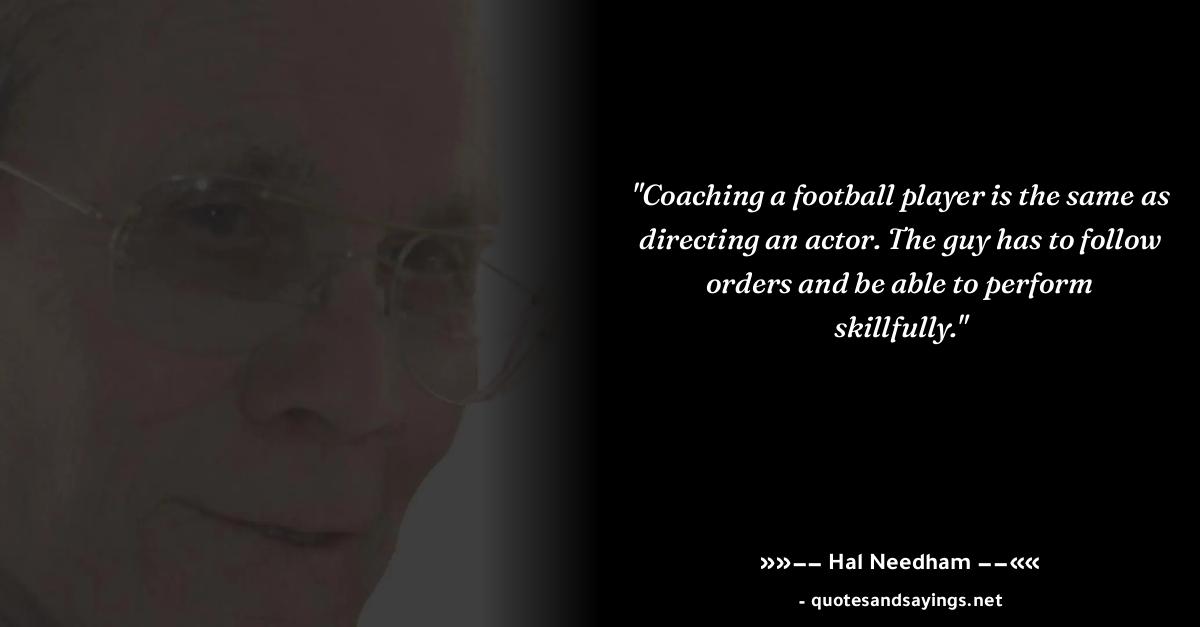 "Coaching a football player is the same as
directing an actor. The guy has to follow
orders and be able to perform
skillfully."
»»−− Hal Needham −−««
- quotesandsayings.net